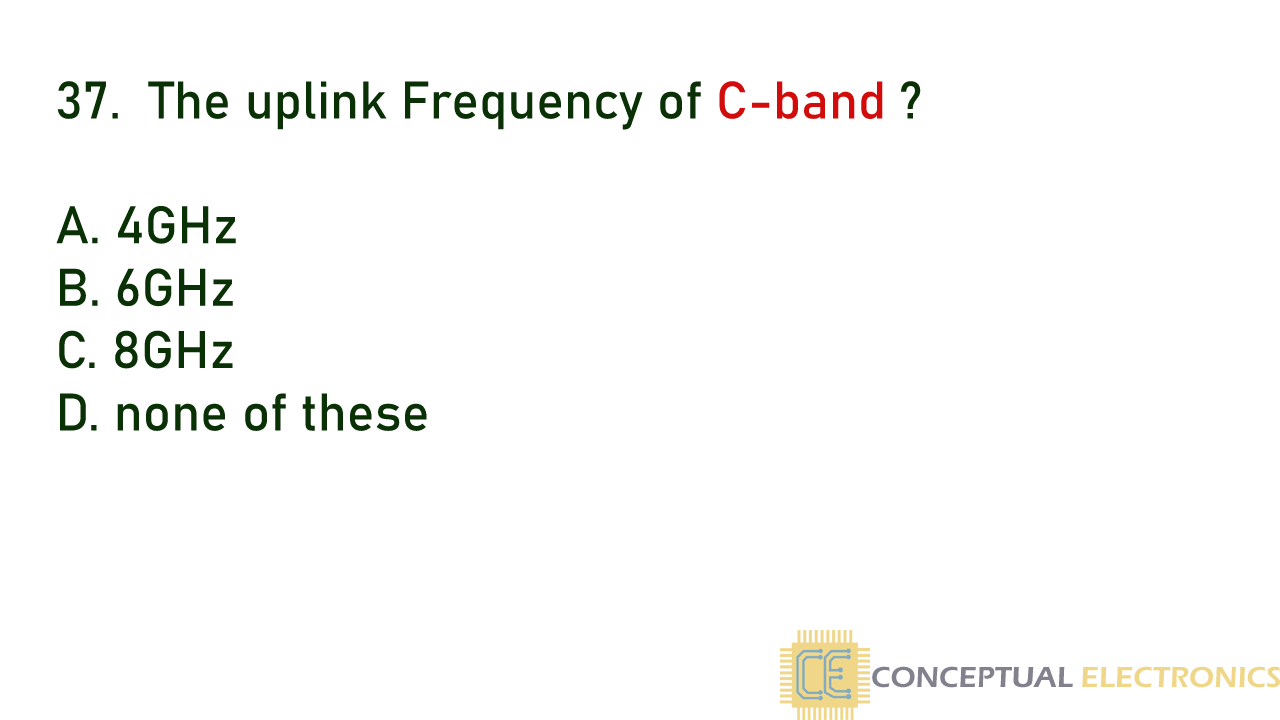 37. The uplink Frequency of C-band ?
A. 4GHz
B. 6GHz
C. 8GHz
D. none of these
CE CONCEPTUAL ELECTRONICS